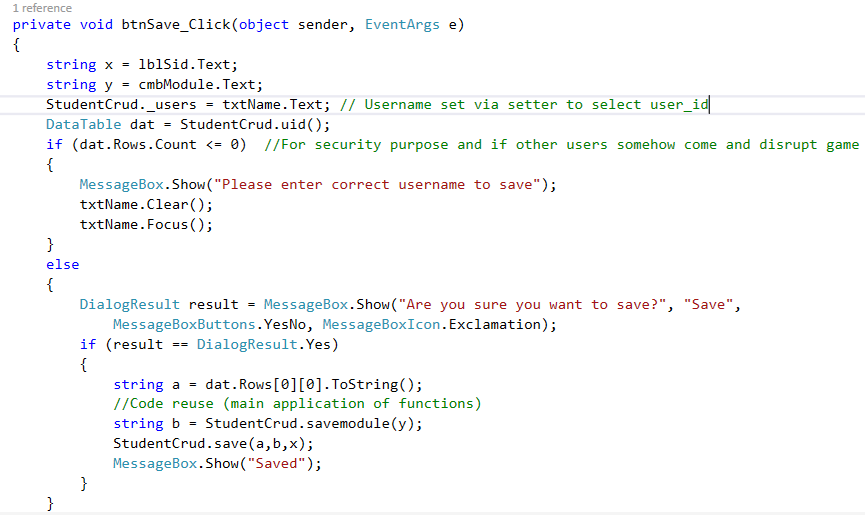 1 reference
private void btnSave_Click(object sender, EventArgs e)
{
    string x = lblSid.Text;
    string y = cmbModule.Text;
    StudentCrud._users = txtName.Text; // Username set via setter to select user_id
    DataTable dat = StudentCrud.uid();
    if (dat.Rows.Count <= 0)  //For security purpose and if other users somehow come and disrupt game
    {
        MessageBox.Show("Please enter correct username to save");
        txtName.Clear();
        txtName.Focus();
    }
    else
    {
        DialogResult result = MessageBox.Show("Are you sure you want to save?", "Save",
            MessageBoxButtons.YesNo, MessageBoxIcon.Exclamation);
        if (result == DialogResult.Yes)
        {
            string a = dat.Rows[0][0].ToString();
            //Code reuse (main application of functions)
            string b = StudentCrud.savemodule(y);
            StudentCrud.save(a,b,x);
            MessageBox.Show("Saved");
        }
    }